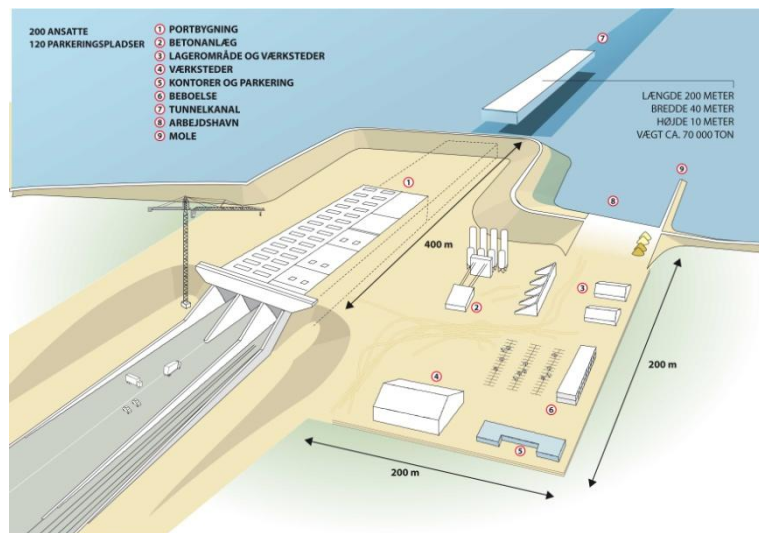 200 ANSATTE
120 PARKERINGSPLADSER
1 PORTBYGNING
2 BETONANLÆG
3 LAGEROMRÅDE OG VÆRKSTEDER
4 VÆRKSTEDER
5 KONTORER OG PARKERING
6 BEBOELSE
7 TUNNELKANAL
8 ARBEJDSHAVN
9 MOLE
7
LÆNGDE 200 METER
BREDDE 40 METER
HØJDE 10 METER
VÆGT CA. 70 000 TON
9
1
8
400 m
3
2
200 m
4
6
5
200 m